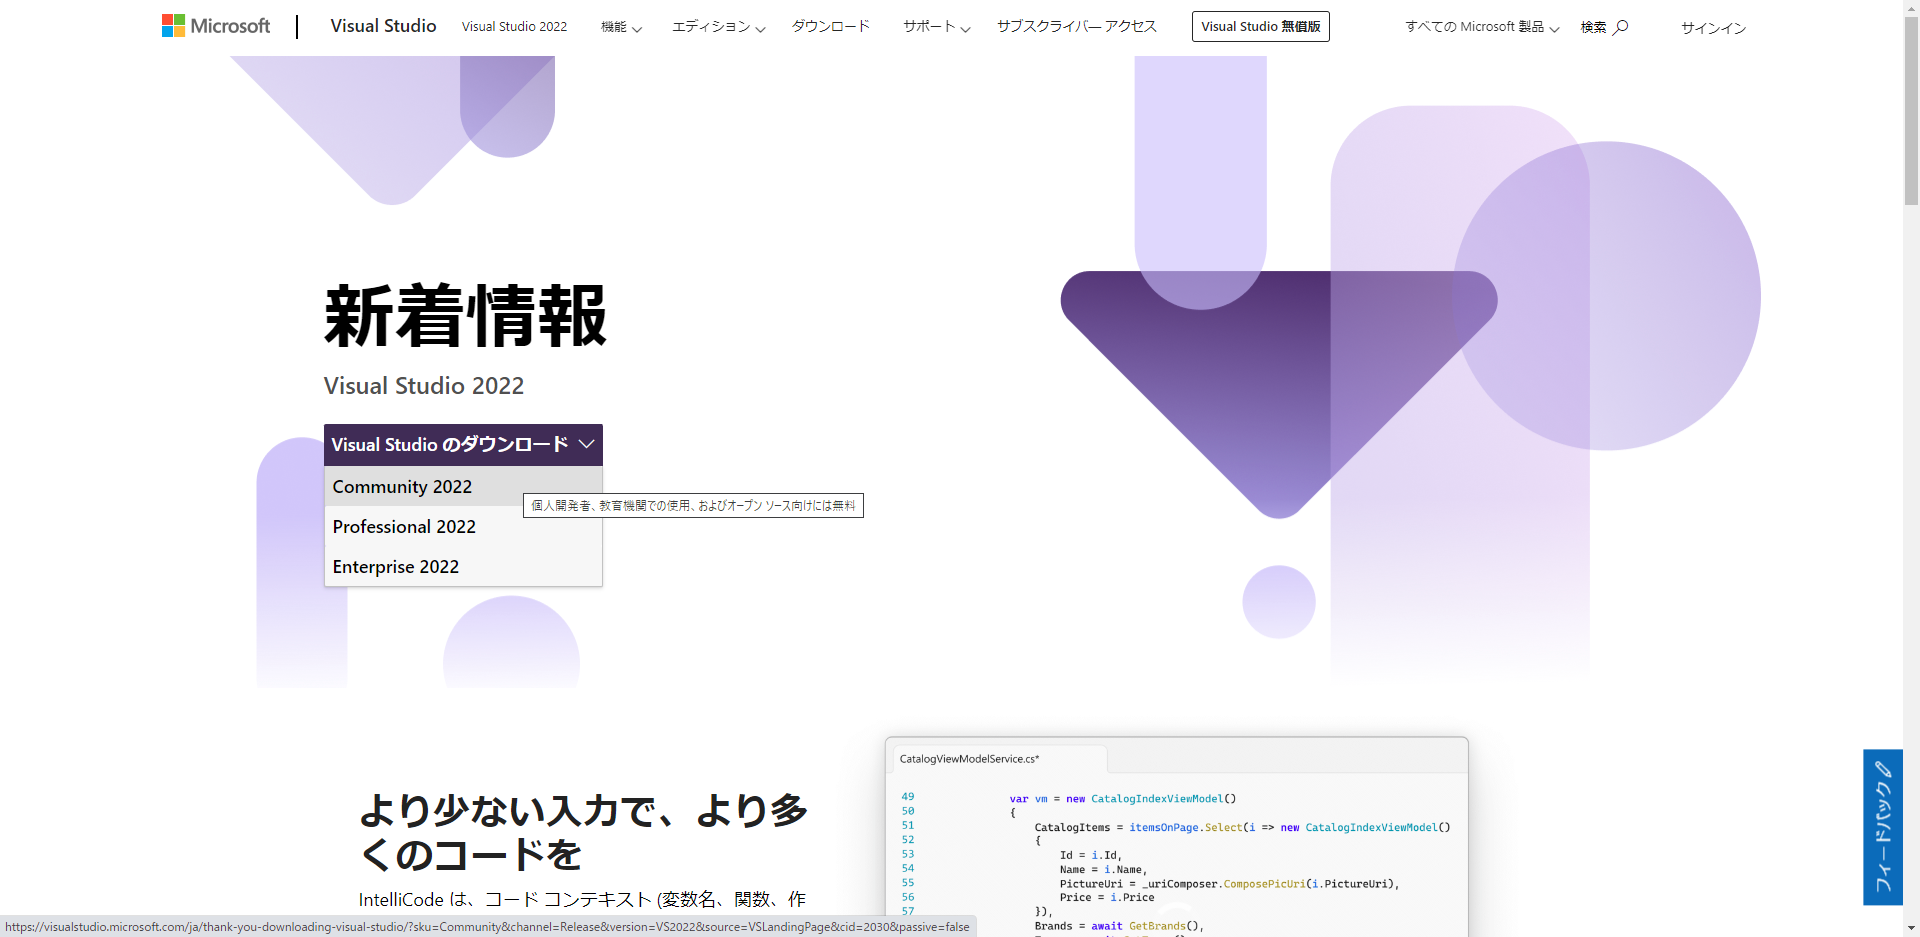 Microsoft
Visual Studio
Visual Studio 2022
機能
エディション
ダウンロード
サポート
サブスクライバー アクセス
Visual Studio 無償版
すべての Microsoft 製品
検索
サインイン
新着情報
Visual Studio 2022
Visual Studio のダウンロード
Community 2022
個人開発者、教育機関での使用、およびオープン ソース向けには無料
Professional 2022
Enterprise 2022
より少ない入力で、より多
くのコードを
IntelliCode は、コード コンテキスト (変数名、関数、作
CatalogViewModelService.cs*
49 var vm = new CatalogIndexViewModel()
50 {
51 CatalogItems = itemsOnPage.Select(i => new CatalogIndexViewModel()
52 {
53 Id = i.Id,
54 Name = i.Name,
55 PictureUri = _uriComposer.ComposePicUri(i.PictureUri),
56 Price = i.Price
57 }),
Brands = await GetBrands(),
フィードバック
https://visualstudio.microsoft.com/ja/thank-you-downloading-visual-studio/?sku=Community&channel=Release&version=VS2022&source=VSLandingPage&cid=2030&passive=false